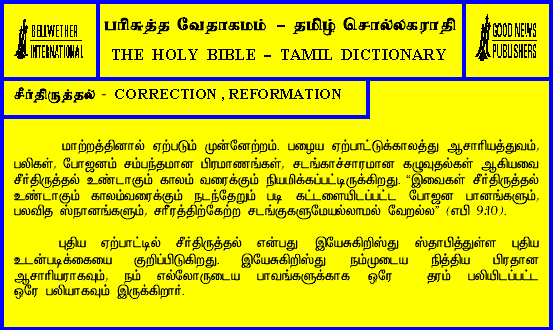 BELLWETHER
INTERNATIONAL
பரிசுத்த வேதாகமம் - தமிழ் சொல்லகராதி
THE HOLY BIBLE - TAMIL DICTIONARY
GOOD NEWS
PUBLISHERS
சீர்திருத்தல் - CORRECTION , REFORMATION
மாற்றத்தினால் ஏற்படும் முன்னேற்றம். பழைய ஏற்பாட்டுக்காலத்து ஆசாரியத்துவம்,
பலிகள், போஜனம் சம்பந்தமான பிரமாணங்கள், சடங்காச்சாரமான கழுவுதல்கள் ஆகியவை
சீர்திருத்தல் உண்டாகும் காலம் வரைக்கும் நியமிக்கப்பட்டிருக்கிறது. “இவைகள் சீர்திருத்தல்
உண்டாகும் காலம்வரைக்கும் நடந்தேறும் படி கட்டளையிடப்பட்ட போஜன பானங்களும்,
பலவித ஸ்நானங்களும், சரீரத்திற்கேற்ற சடங்குகளுமேயல்லாமல் வேறல்ல” (எபி 9:10).
புதிய ஏற்பாட்டில் சீர்திருத்தல் என்பது இயேசுகிறிஸ்து ஸ்தாபித்துள்ள புதிய
உடன்படிக்கையை குறிப்பிடுகிறது. இயேசுகிறிஸ்து நம்முடைய நித்திய பிரதான
ஆசாரியராகவும், நம் எல்லோருடைய பாவங்களுக்காக ஒரே தரம் பலியிடப்பட்ட
ஒரே பலியாகவும் இருக்கிறார்.